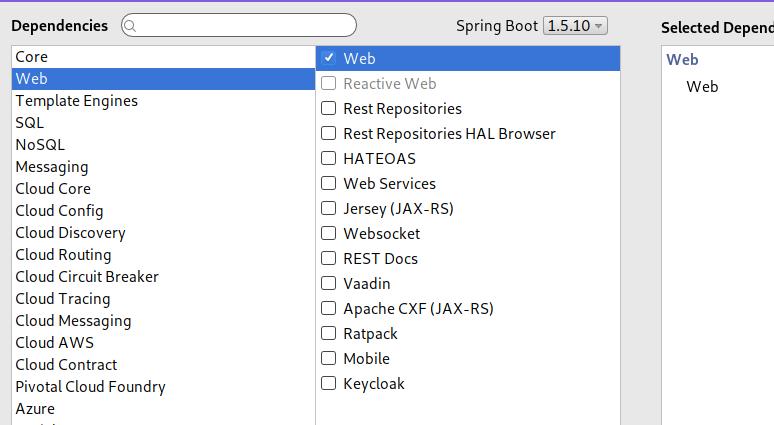 Dependencies
Spring Boot 1.5.10
Selected Depend
Core
Web
Template Engines
SQL
NoSQL
Messaging
Cloud Core
Cloud Config
Cloud Discovery
Cloud Routing
Cloud Circuit Breaker
Cloud Tracing
Cloud Messaging
Cloud AWS
Cloud Contract
Pivotal Cloud Foundry
Azure
Web
Reactive Web
Rest Repositories
Rest Repositories HAL Browser
HATEOAS
Web Services
Jersey (JAX-RS)
Websocket
REST Docs
Vaadin
Apache CXF (JAX-RS)
Ratpack
Mobile
Keycloak
Web
Web